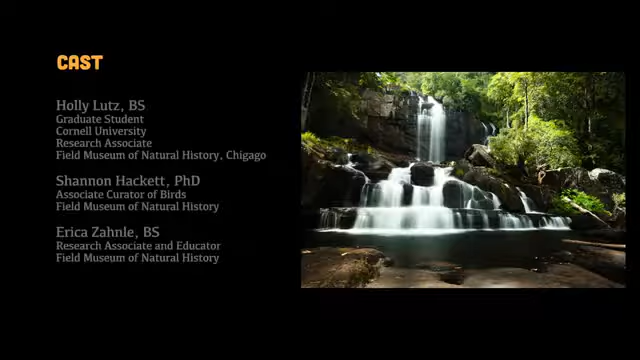 CAST
Holly Lutz, BS
Graduate Student
Cornell University
Research Associate
Field Museum of Natural History, Chigago
Shannon Hackett, PhD
Associate Curator of Birds
Field Museum of Natural History
Erica Zahnle, BS
Research Associate and Educator
Field Museum of Natural History